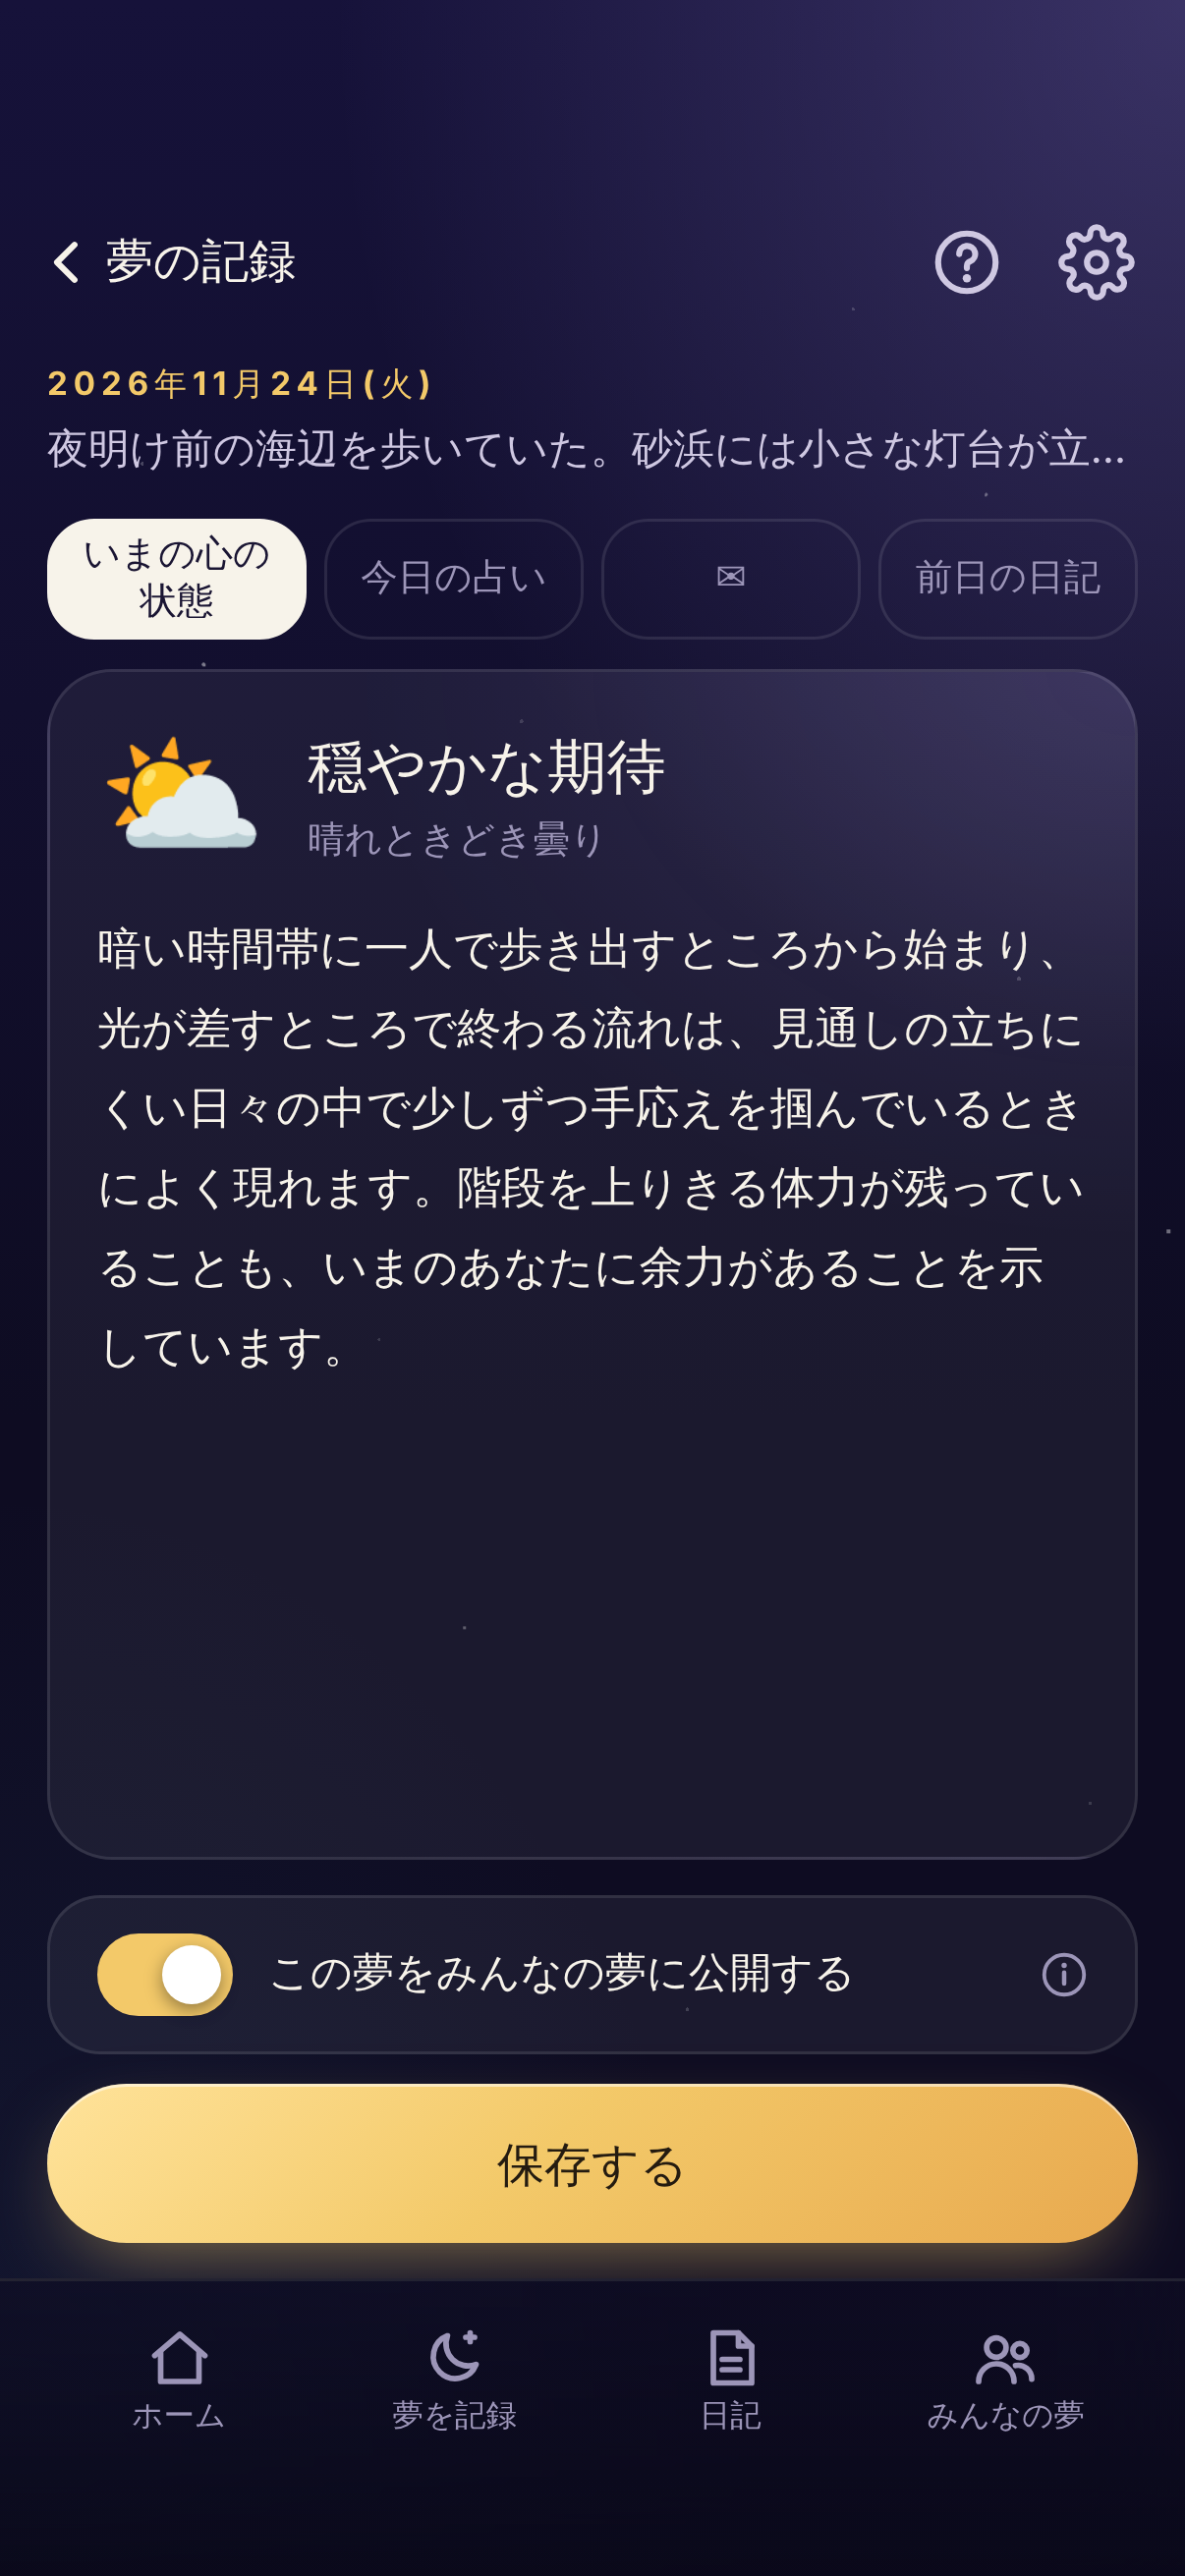 夢の記録
2026年11月24日(火)
夜明け前の海辺を歩いていた。砂浜には小さな灯台が立...
いまの心の
状態
今日の占い
✉
前日の日記
穏やかな期待
晴れときどき曇り
暗い時間帯に一人で歩き出すところから始まり、
光が差すところで終わる流れは、見通しの立ちに
くい日々の中で少しずつ手応えを掴んでいるとき
によく現れます。階段を上りきる体力が残ってい
ることも、いまのあなたに余力があることを示
しています。
この夢をみんなの夢に公開する
保存する
ホーム
夢を記録
日記
みんなの夢